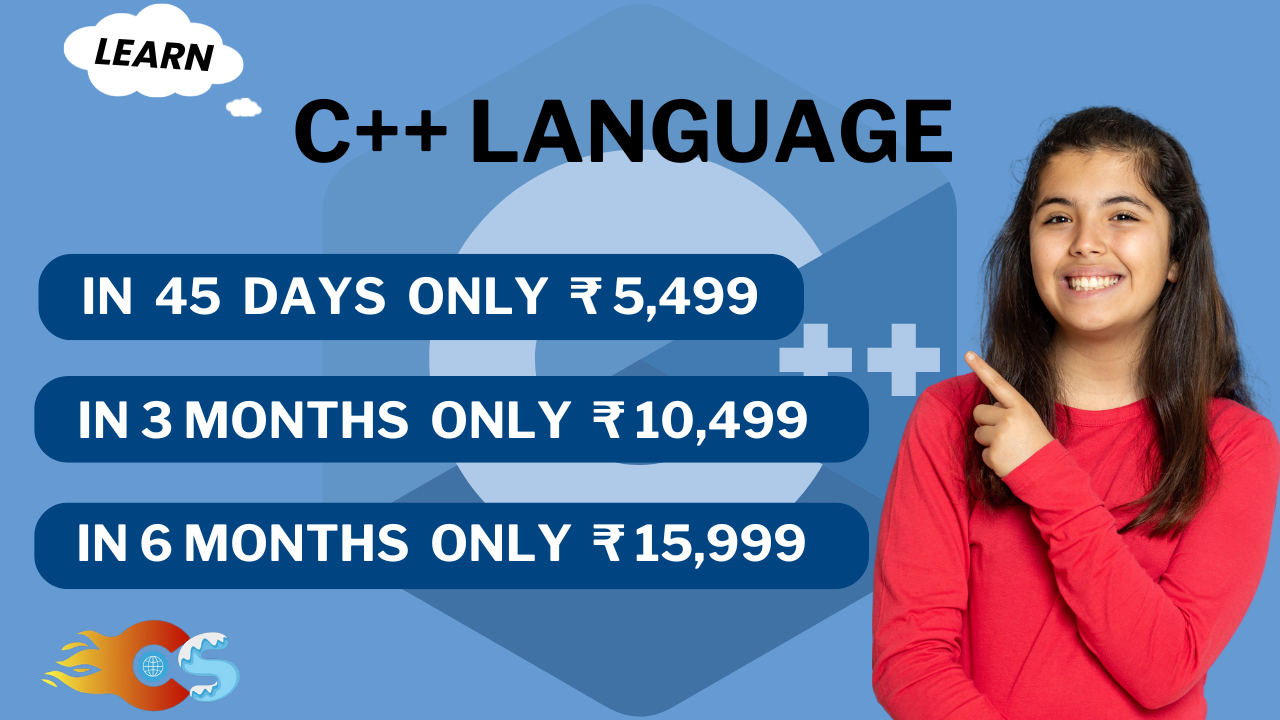 LEARN
C++ LANGUAGE
IN 45 DAYS ONLY ₹ 5,499
++
IN 3 MONTHS ONLY ₹ 10,499
IN 6 MONTHS ONLY ₹ 15,999
CS